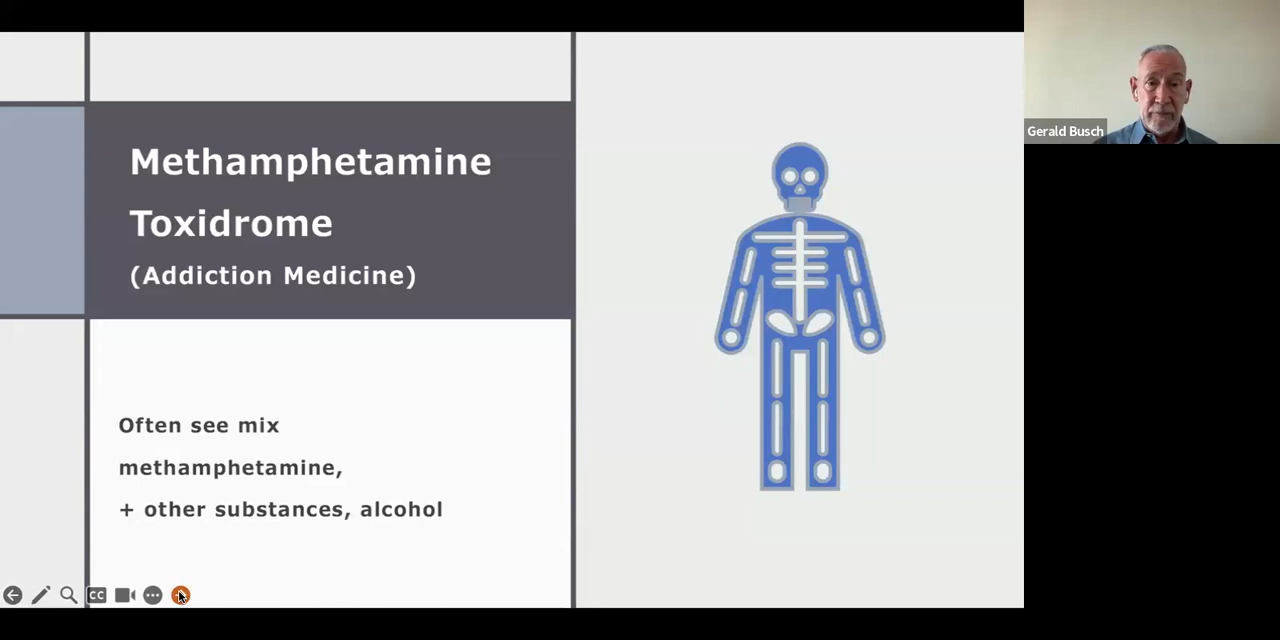 Methamphetamine
Toxidrome
(Addiction Medicine)
Often see mix
methamphetamine,
+ other substances, alcohol
CC
Gerald Busch